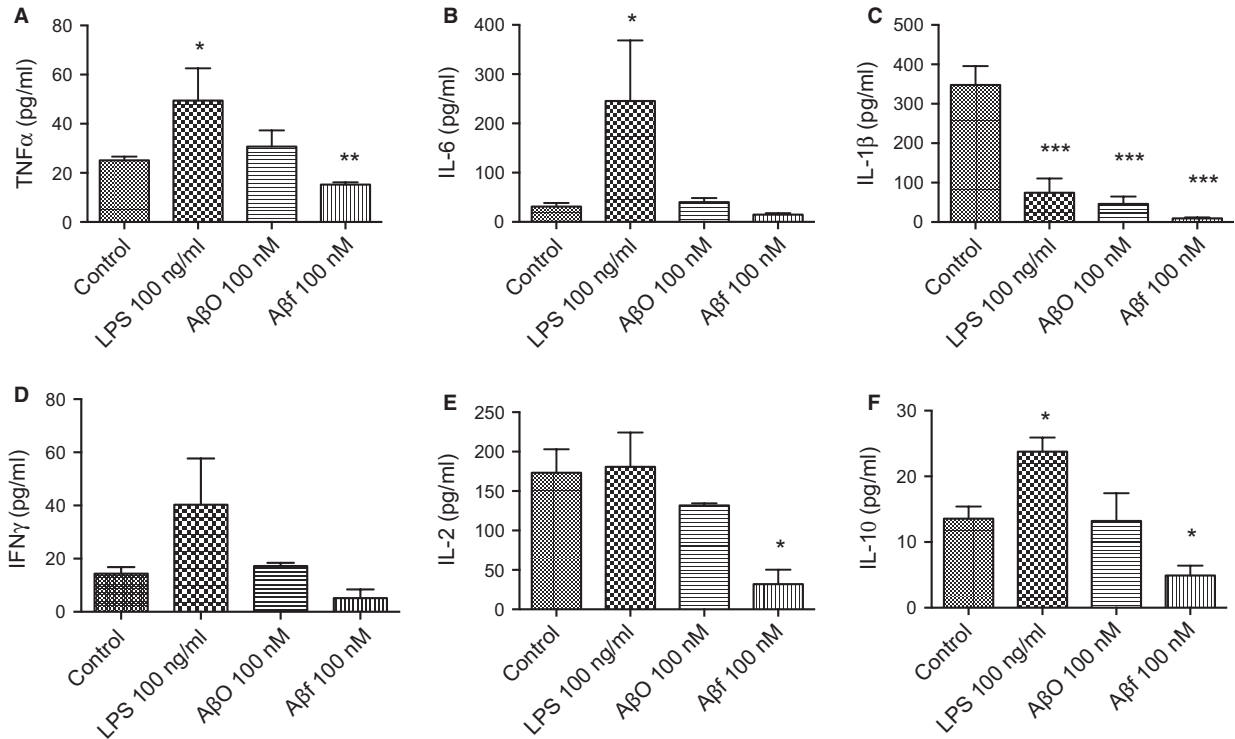 A
TNFα (pg/ml)
80
60
40
20
0
*
**
Control
LPS 100 ng/ml
AβO 100 nM
Aβf 100 nM
B
IL-6 (pg/ml)
400
300
200
100
0
*
Control
LPS 100 ng/ml
AβO 100 nM
Aβf 100 nM
C
IL-1β (pg/ml)
500
400
300
200
100
0
***
***
***
Control
LPS 100 ng/ml
AβO 100 nM
Aβf 100 nM
D
IFNγ (pg/ml)
80
60
40
20
0
Control
LPS 100 ng/ml
AβO 100 nM
Aβf 100 nM
E
IL-2 (pg/ml)
250
200
150
100
50
0
*
Control
LPS 100 ng/ml
AβO 100 nM
Aβf 100 nM
F
IL-10 (pg/ml)
30
20
10
0
*
*
Control
LPS 100 ng/ml
AβO 100 nM
Aβf 100 nM